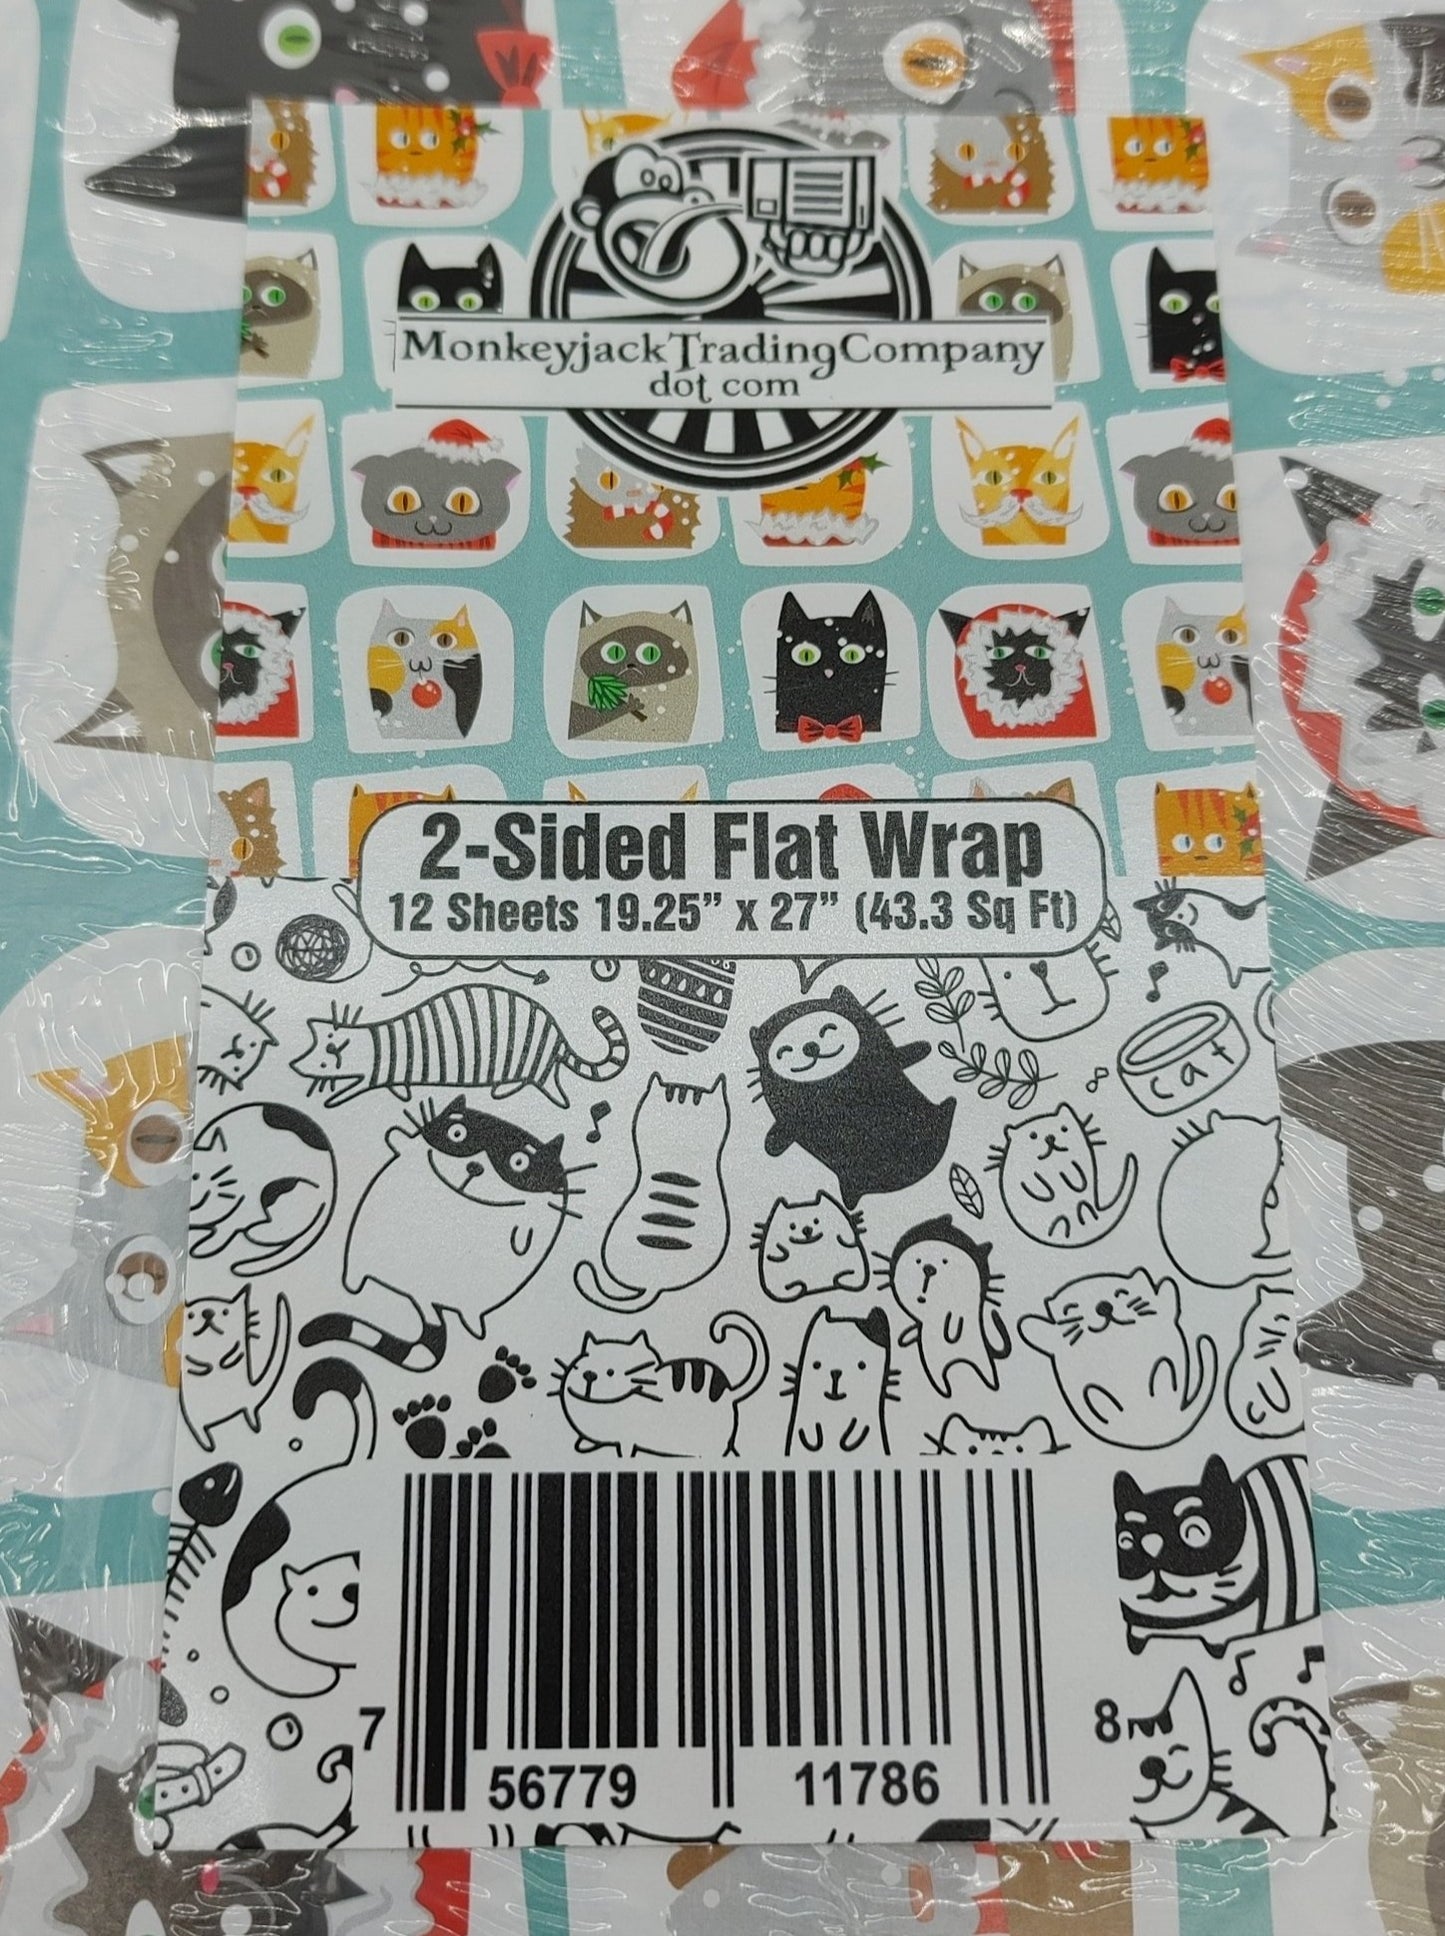 MonkeyjackTradingCompany
dot com
2-Sided Flat Wrap
12 Sheets 19.25” x 27” (43.3 Sq Ft)
cat
7 56779 11786 8